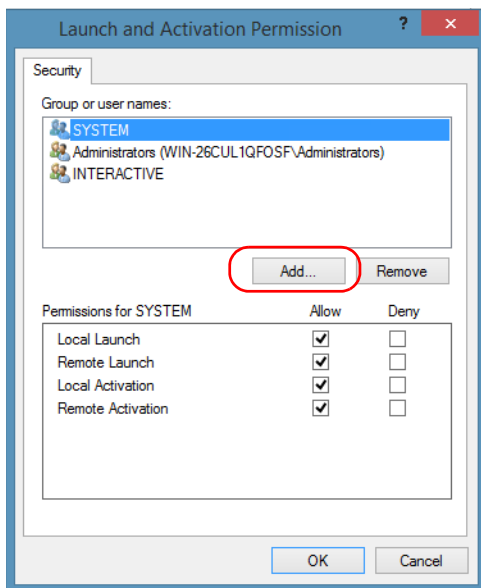 Launch and Activation Permission ?
Security
Group or user names:
SYSTEM
Administrators (WIN-26CUL1QFOSF\Administrators)
INTERACTIVE
Add... Remove
Permissions for SYSTEM Allow Deny
Local Launch
Remote Launch
Local Activation
Remote Activation
OK Cancel